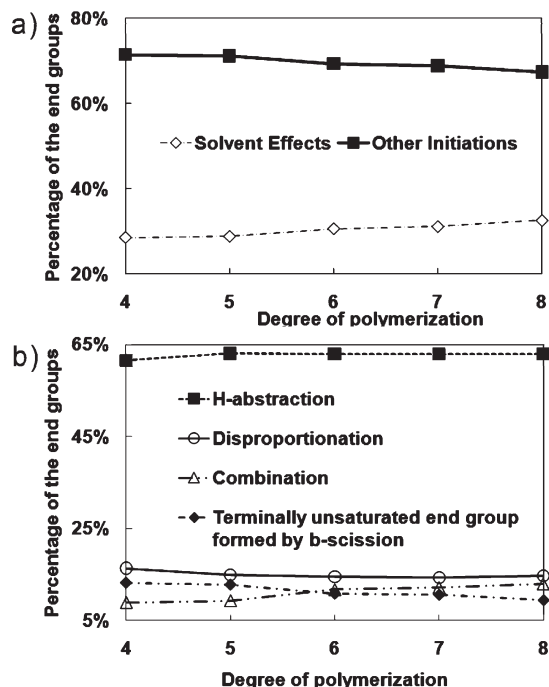 a)
80%
60%
40%
20%
Percentage of the end groups
Solvent Effects
Other Initiations
4 5 6 7 8
Degree of polymerization
b)
65%
45%
25%
5%
Percentage of the end groups
H-abstraction
Disproportionation
Combination
Terminally unsaturated end group
formed by b-scission
4 5 6 7 8
Degree of polymerization